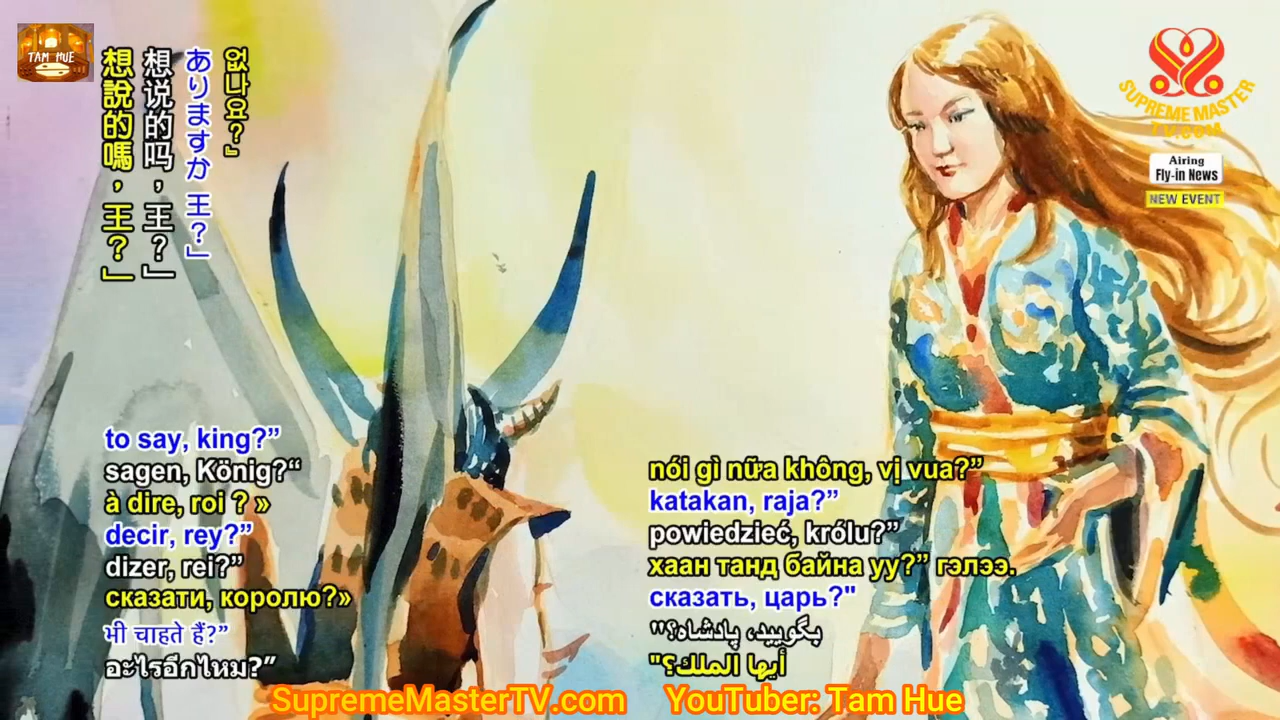 TAM HUE
想說的嗎，王？」
想说的吗，王？」
ありますか 王？」
없나요?』
SUPREME MASTER
TV.COM
Airing
Fly-in News
NEW EVENT
to say, king?”
sagen, König?“
à dire, roi ? »
decir, rey?”
dizer, rei?”
сказати, королю?»
भी चाहते हैं?”
อะไรอีกไหม?”
nói gì nữa không, vị vua?”
katakan, raja?”
powiedzieć, królu?”
хаан танд байна уу?” гэлээ.
сказать, царь?"
بگویید، پادشاه؟"
أيها الملك؟"
SupremeMasterTV.com
YouTuber: Tam Hue